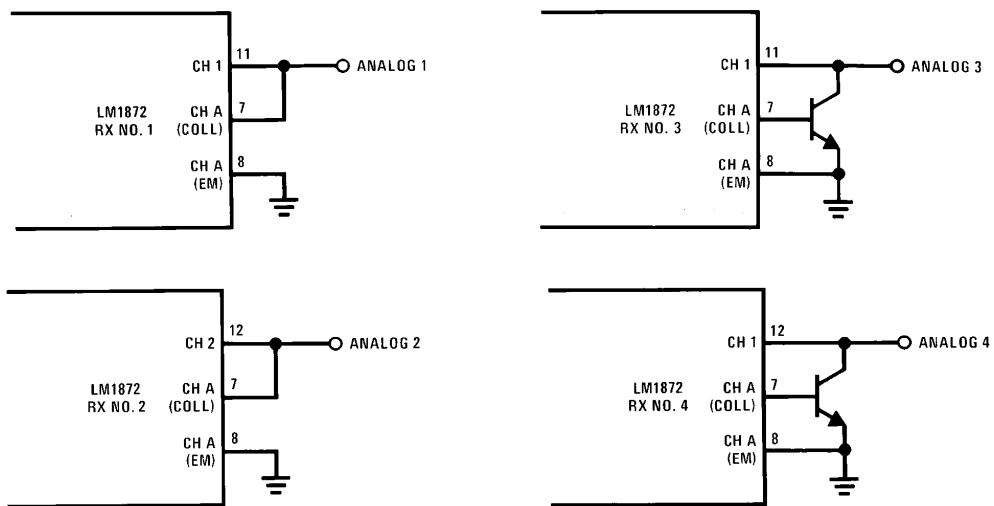 11
CH 1
ANALOG 1
LM1872
RX NO. 1
7
CH A
(COLL)
8
CH A
(EM)
11
CH 1
ANALOG 3
LM1872
RX NO. 3
7
CH A
(COLL)
8
CH A
(EM)
12
CH 2
ANALOG 2
LM1872
RX NO. 2
7
CH A
(COLL)
8
CH A
(EM)
12
CH 1
ANALOG 4
LM1872
RX NO. 4
7
CH A
(COLL)
8
CH A
(EM)